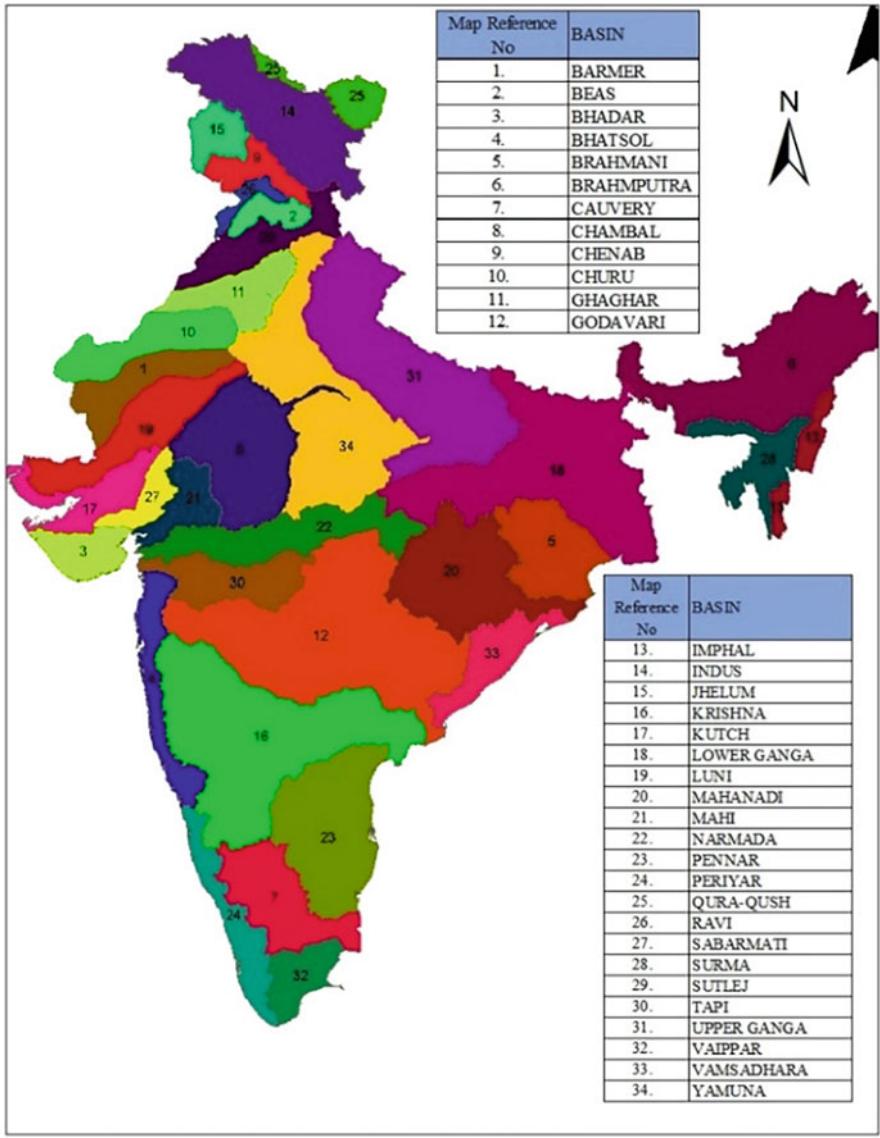 Map Reference No BASIN
1. BARMER
2. BEAS
3. BHADAR
4. BHATSOL
5. BRAHMANI
6. BRAHMPUTRA
7. CAUVERY
8. CHAMBAL
9. CHENAB
10. CHURU
11. GHAGHAR
12. GODAVARI
N
25
25
14
15
9
26
2
29
11
10
1
31
6
19
8
34
13
28
18
27
21
17
13
22
3
5
20
30
12
33
16
23
7
24
32
Map Reference No BASIN
13. IMPHAL
14. INDUS
15. JHELUM
16. KRISHNA
17. KUTCH
18. LOWER GANGA
19. LUNI
20. MAHANADI
21. MAHI
22. NARMADA
23. PENNAR
24. PERIYAR
25. QURA-QUSH
26. RAVI
27. SABARMATI
28. SURMA
29. SUTLEJ
30. TAPI
31. UPPER GANGA
32. VAIPPAR
33. VAMSADHARA
34. YAMUNA